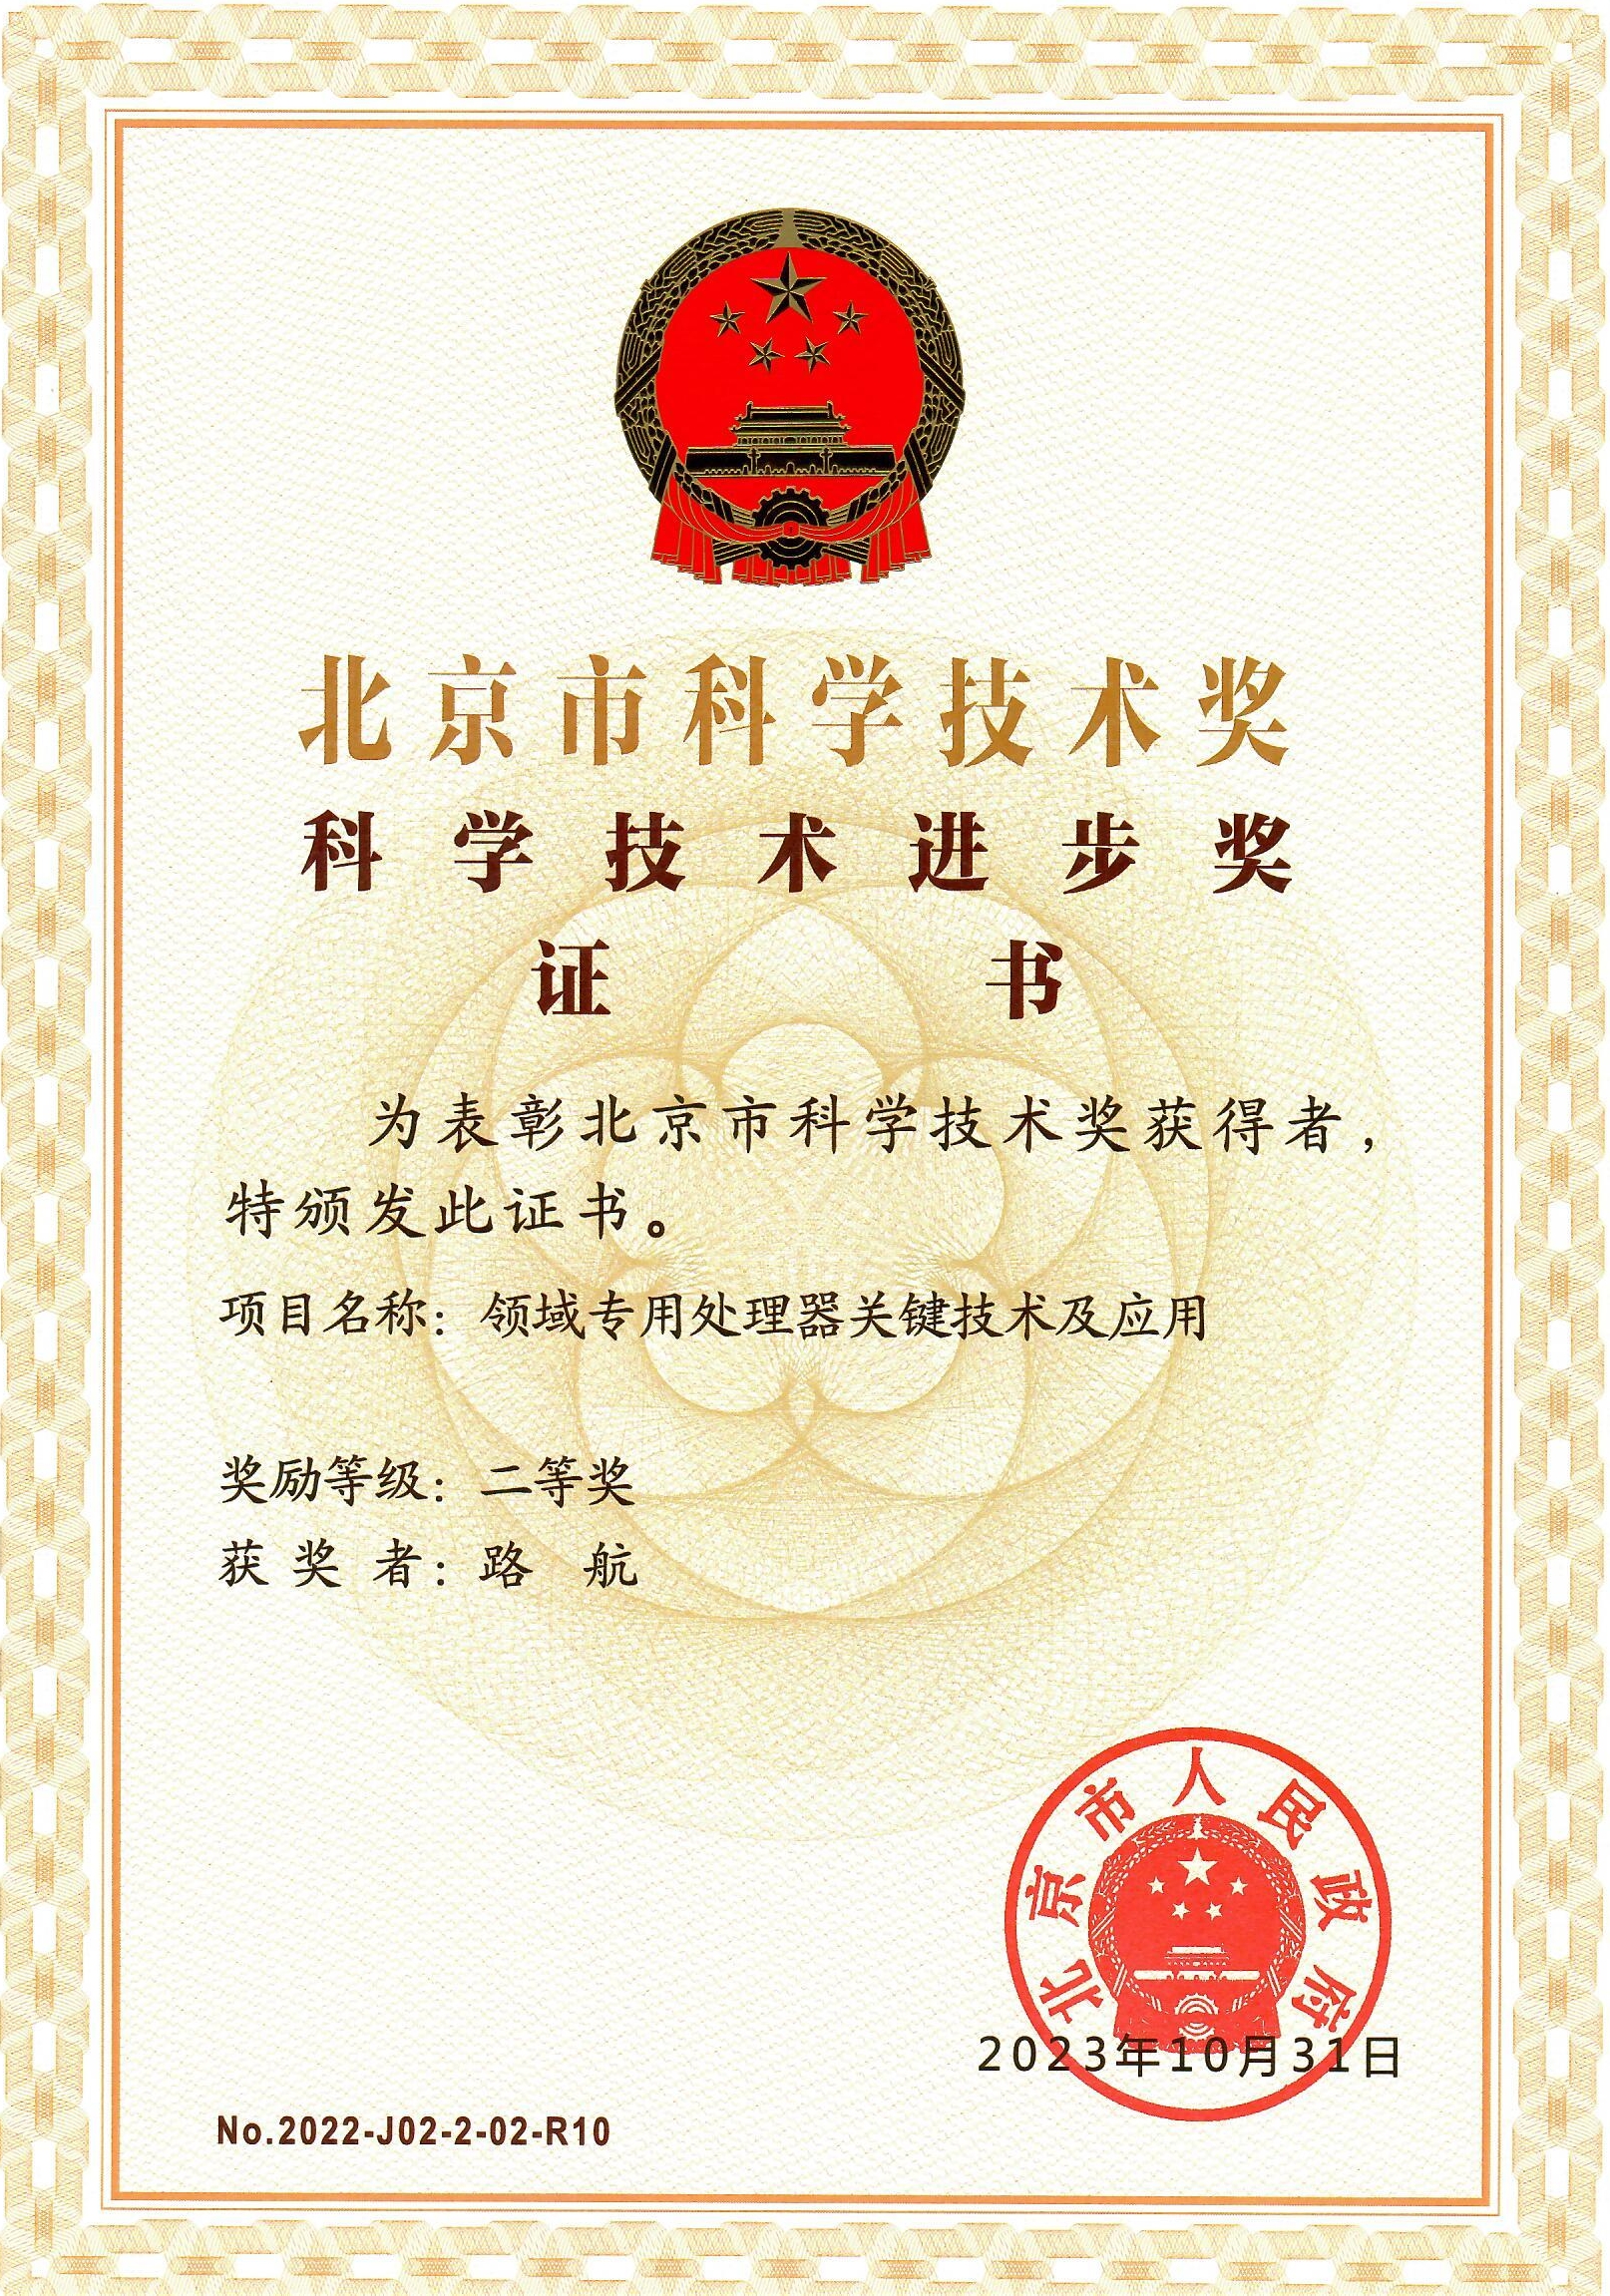 北京市科学技术奖
科学技术进步奖
证书
为表彰北京市科学技术奖获得者，
特颁发此证书。
项目名称：领域专用处理器关键技术及应用
奖励等级：二等奖
获奖者：路 航
北京市人民政府
2023年10月31日
No.2022-J02-2-02-R10